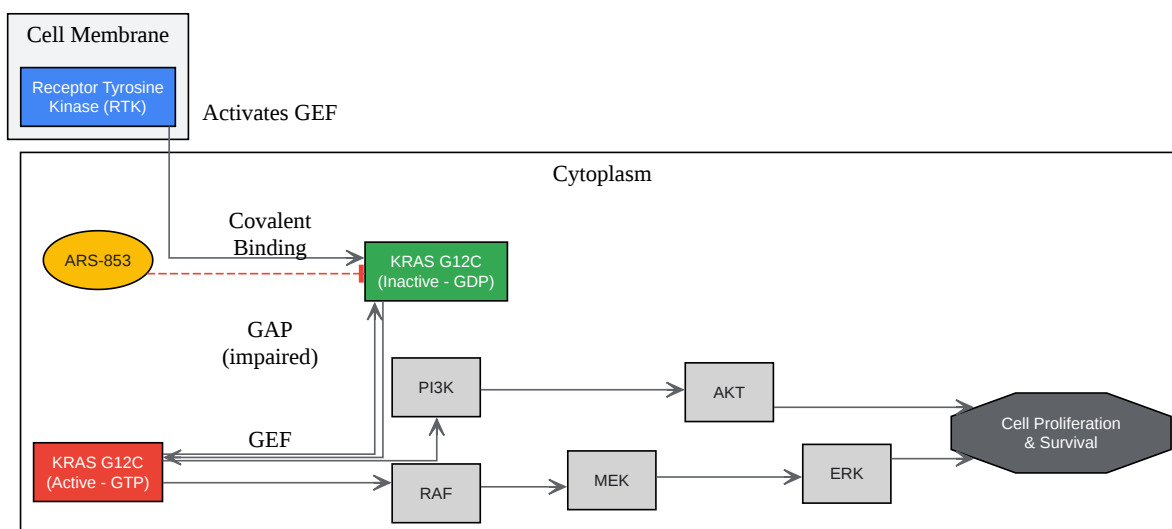 Cell Membrane
Receptor Tyrosine
Kinase (RTK)
Activates GEF
Cytoplasm
Covalent
Binding
ARS-853
KRAS G12C
(Inactive - GDP)
GAP
(impaired)
PI3K
AKT
Cell Proliferation
& Survival
GEF
KRAS G12C
(Active - GTP)
RAF
MEK
ERK